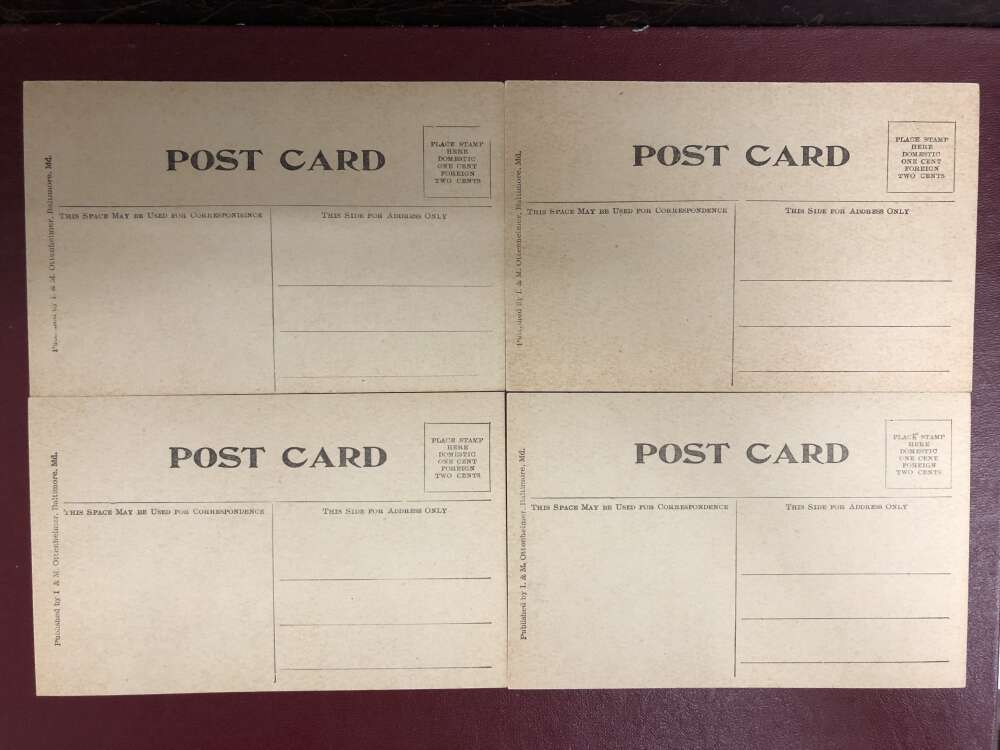 POST CARD
PLACE STAMP
HERE
DOMESTIC
ONE CENT
FOREIGN
TWO CENTS
THIS SPACE MAY BE USED FOR CORRESPONDENCE
THIS SIDE FOR ADDRESS ONLY
Published by I. & M. Ottenheimer, Baltimore, Md.
POST CARD
PLACE STAMP
HERE
DOMESTIC
ONE CENT
FOREIGN
TWO CENTS
THIS SPACE MAY BE USED FOR CORRESPONDENCE
THIS SIDE FOR ADDRESS ONLY
Published by I. & M. Ottenheimer, Baltimore, Md.
POST CARD
PLACE STAMP
HERE
DOMESTIC
ONE CENT
FOREIGN
TWO CENTS
THIS SPACE MAY BE USED FOR CORRESPONDENCE
THIS SIDE FOR ADDRESS ONLY
Published by I & M. Ottenheimer, Baltimore, Md.
POST CARD
PLACE STAMP
HERE
DOMESTIC
ONE CENT
FOREIGN
TWO CENTS
THIS SPACE MAY BE USED FOR CORRESPONDENCE
THIS SIDE FOR ADDRESS ONLY
Published by I. & M. Ottenheimer, Baltimore, Md.